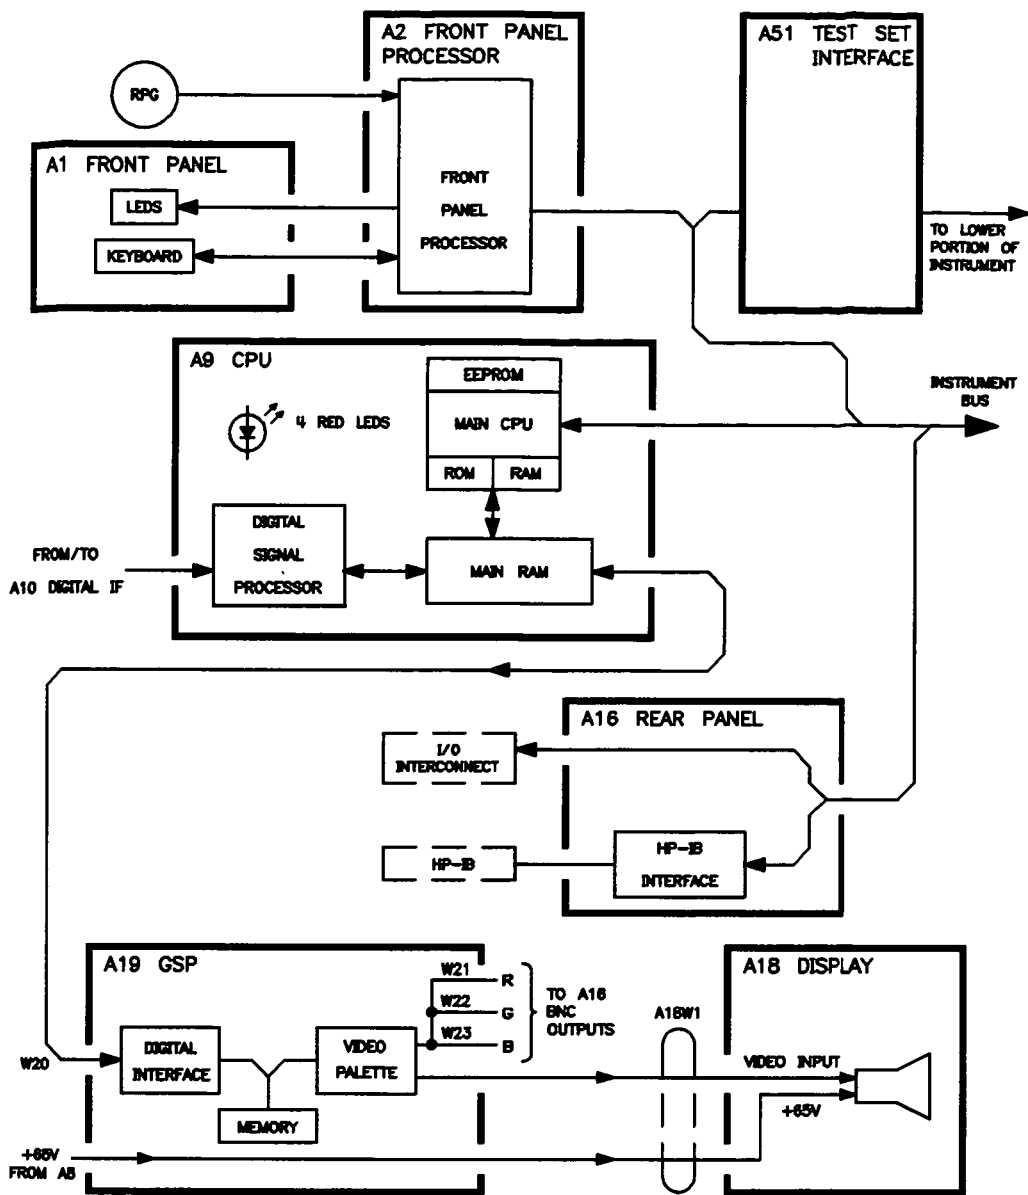 A2 FRONT PANEL
PROCESSOR
A51 TEST SET
INTERFACE
RPG
A1 FRONT PANEL
LEDS
KEYBOARD
FRONT
PANEL
PROCESSOR
TO LOWER
PORTION OF
INSTRUMENT
A9 CPU
4 RED LEDS
EEPROM
MAIN CPU
ROM
RAM
INSTRUMENT
BUS
DIGITAL
SIGNAL
PROCESSOR
MAIN RAM
FROM/TO
A10 DIGITAL IF
A16 REAR PANEL
I/O
INTERCONNECT
HP-IB
HP-IB
INTERFACE
A19 GSP
W21
R
W22
G
W23
B
TO A16
BNC
OUTPUTS
A18W1
A18 DISPLAY
W20
DIGITAL
INTERFACE
VIDEO
PALETTE
MEMORY
VIDEO INPUT
+65V
+65V
FROM A8